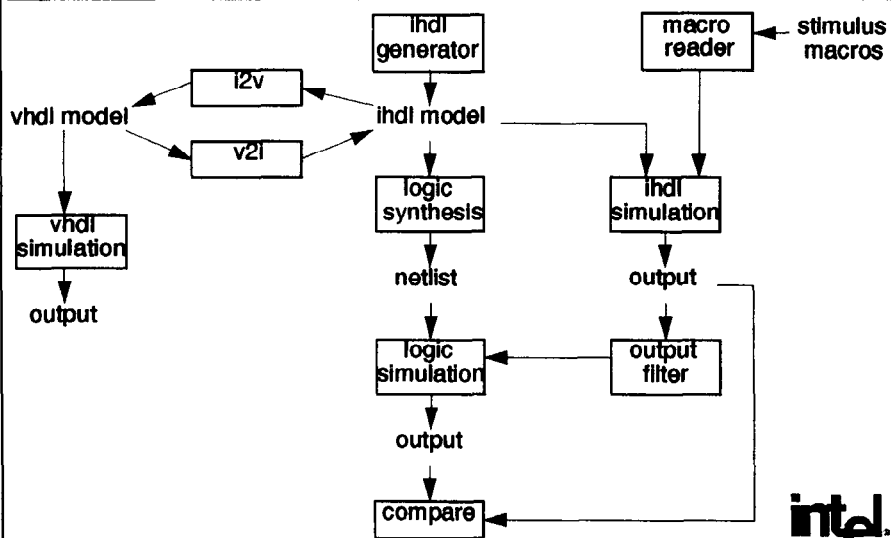 ihdl
generator
macro
reader
stimulus
macros
i2v
vhdl model
ihdl model
v2i
logic
synthesis
ihdl
simulation
vhdl
simulation
netlist
output
output
logic
simulation
output
filter
output
compare
intel